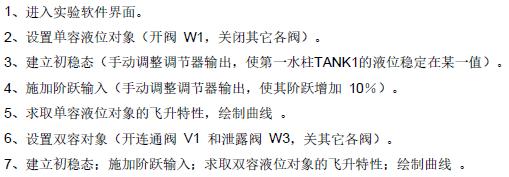 1、进入实验软件界面。
2、设置单容液位对象（开阀 W1，关闭其它各阀）。
3、建立初稳态（手动调整调节器输出，使第一水柱TANK1的液位稳定在某一值）。
4、施加阶跃输入（手动调整调节器输出，使其阶跃增加 10%）。
5、求取单容液位对象的飞升特性，绘制曲线 。
6、设置双容对象（开连通阀 V1 和泄露阀 W3，关其它各阀）。
7、建立初稳态；施加阶跃输入；求取双容液位对象的飞升特性；绘制曲线 。